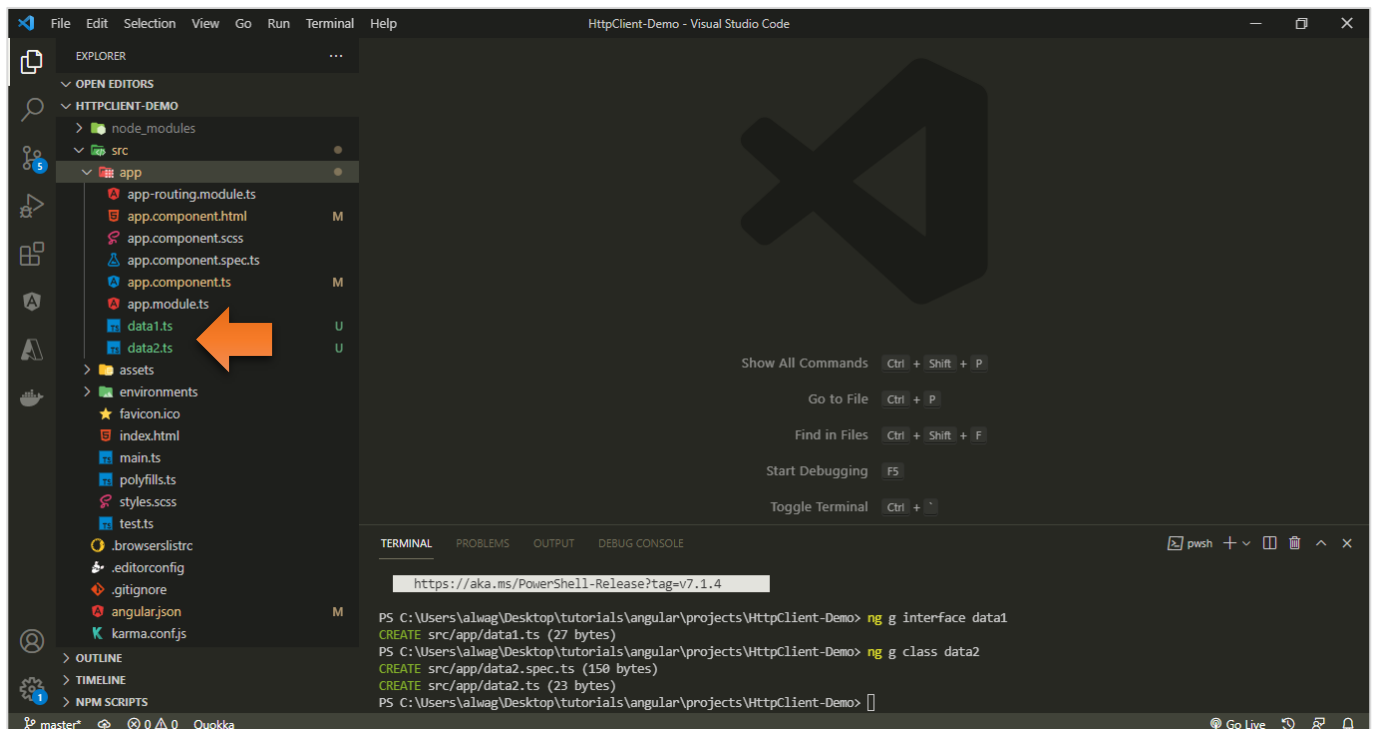 File Edit Selection View Go Run Terminal Help HttpClient-Demo - Visual Studio Code
EXPLORER ...
OPEN EDITORS
HTTPCLIENT-DEMO
node_modules
src
app
app-routing.module.ts
app.component.html M
app.component.scss
app.component.spec.ts
app.component.ts M
app.module.ts
data1.ts U
data2.ts U
assets
environments
favicon.ico
index.html
main.ts
polyfills.ts
styles.scss
test.ts
.browserslistrc
.editorconfig
.gitignore
angular.json M
karma.conf.js
OUTLINE
TIMELINE
NPM SCRIPTS
5
1
Show All Commands Ctrl + Shift + P
Go to File Ctrl + P
Find in Files Ctrl + Shift + F
Start Debugging F5
Toggle Terminal Ctrl + `
TERMINAL PROBLEMS OUTPUT DEBUG CONSOLE pwsh
https://aka.ms/PowerShell-Release?tag=v7.1.4
PS C:\Users\alwag\Desktop\tutorials\angular\projects\HttpClient-Demo> ng g interface data1
CREATE src/app/data1.ts (27 bytes)
PS C:\Users\alwag\Desktop\tutorials\angular\projects\HttpClient-Demo> ng g class data2
CREATE src/app/data2.spec.ts (150 bytes)
CREATE src/app/data2.ts (23 bytes)
PS C:\Users\alwag\Desktop\tutorials\angular\projects\HttpClient-Demo>
master* 0 0 Quokka Go Live